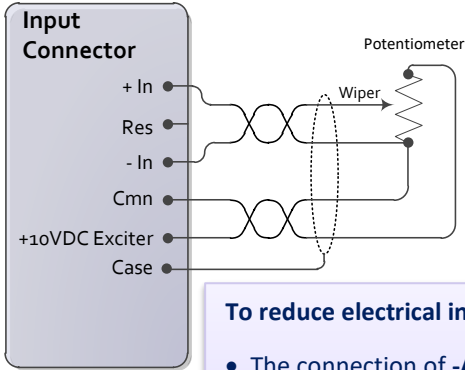 Input
Connector
Potentiometer
+ In
Wiper
Res
- In
Cmn
+10VDC Exciter
Case
To reduce electrical in
• The connection of -